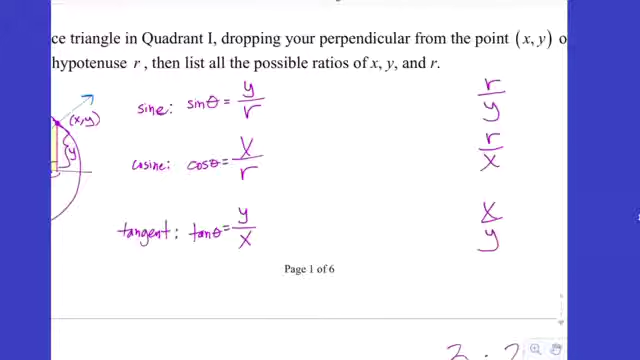 ce triangle in Quadrant I, dropping your perpendicular from the point (x, y) o
hypotenuse r, then list all the possible ratios of x, y, and r.
(x,y)
y
sine: sinθ = y/r
r/y
cosine: cosθ = x/r
r/x
tangent: tanθ = y/x
x/y
Page 1 of 6